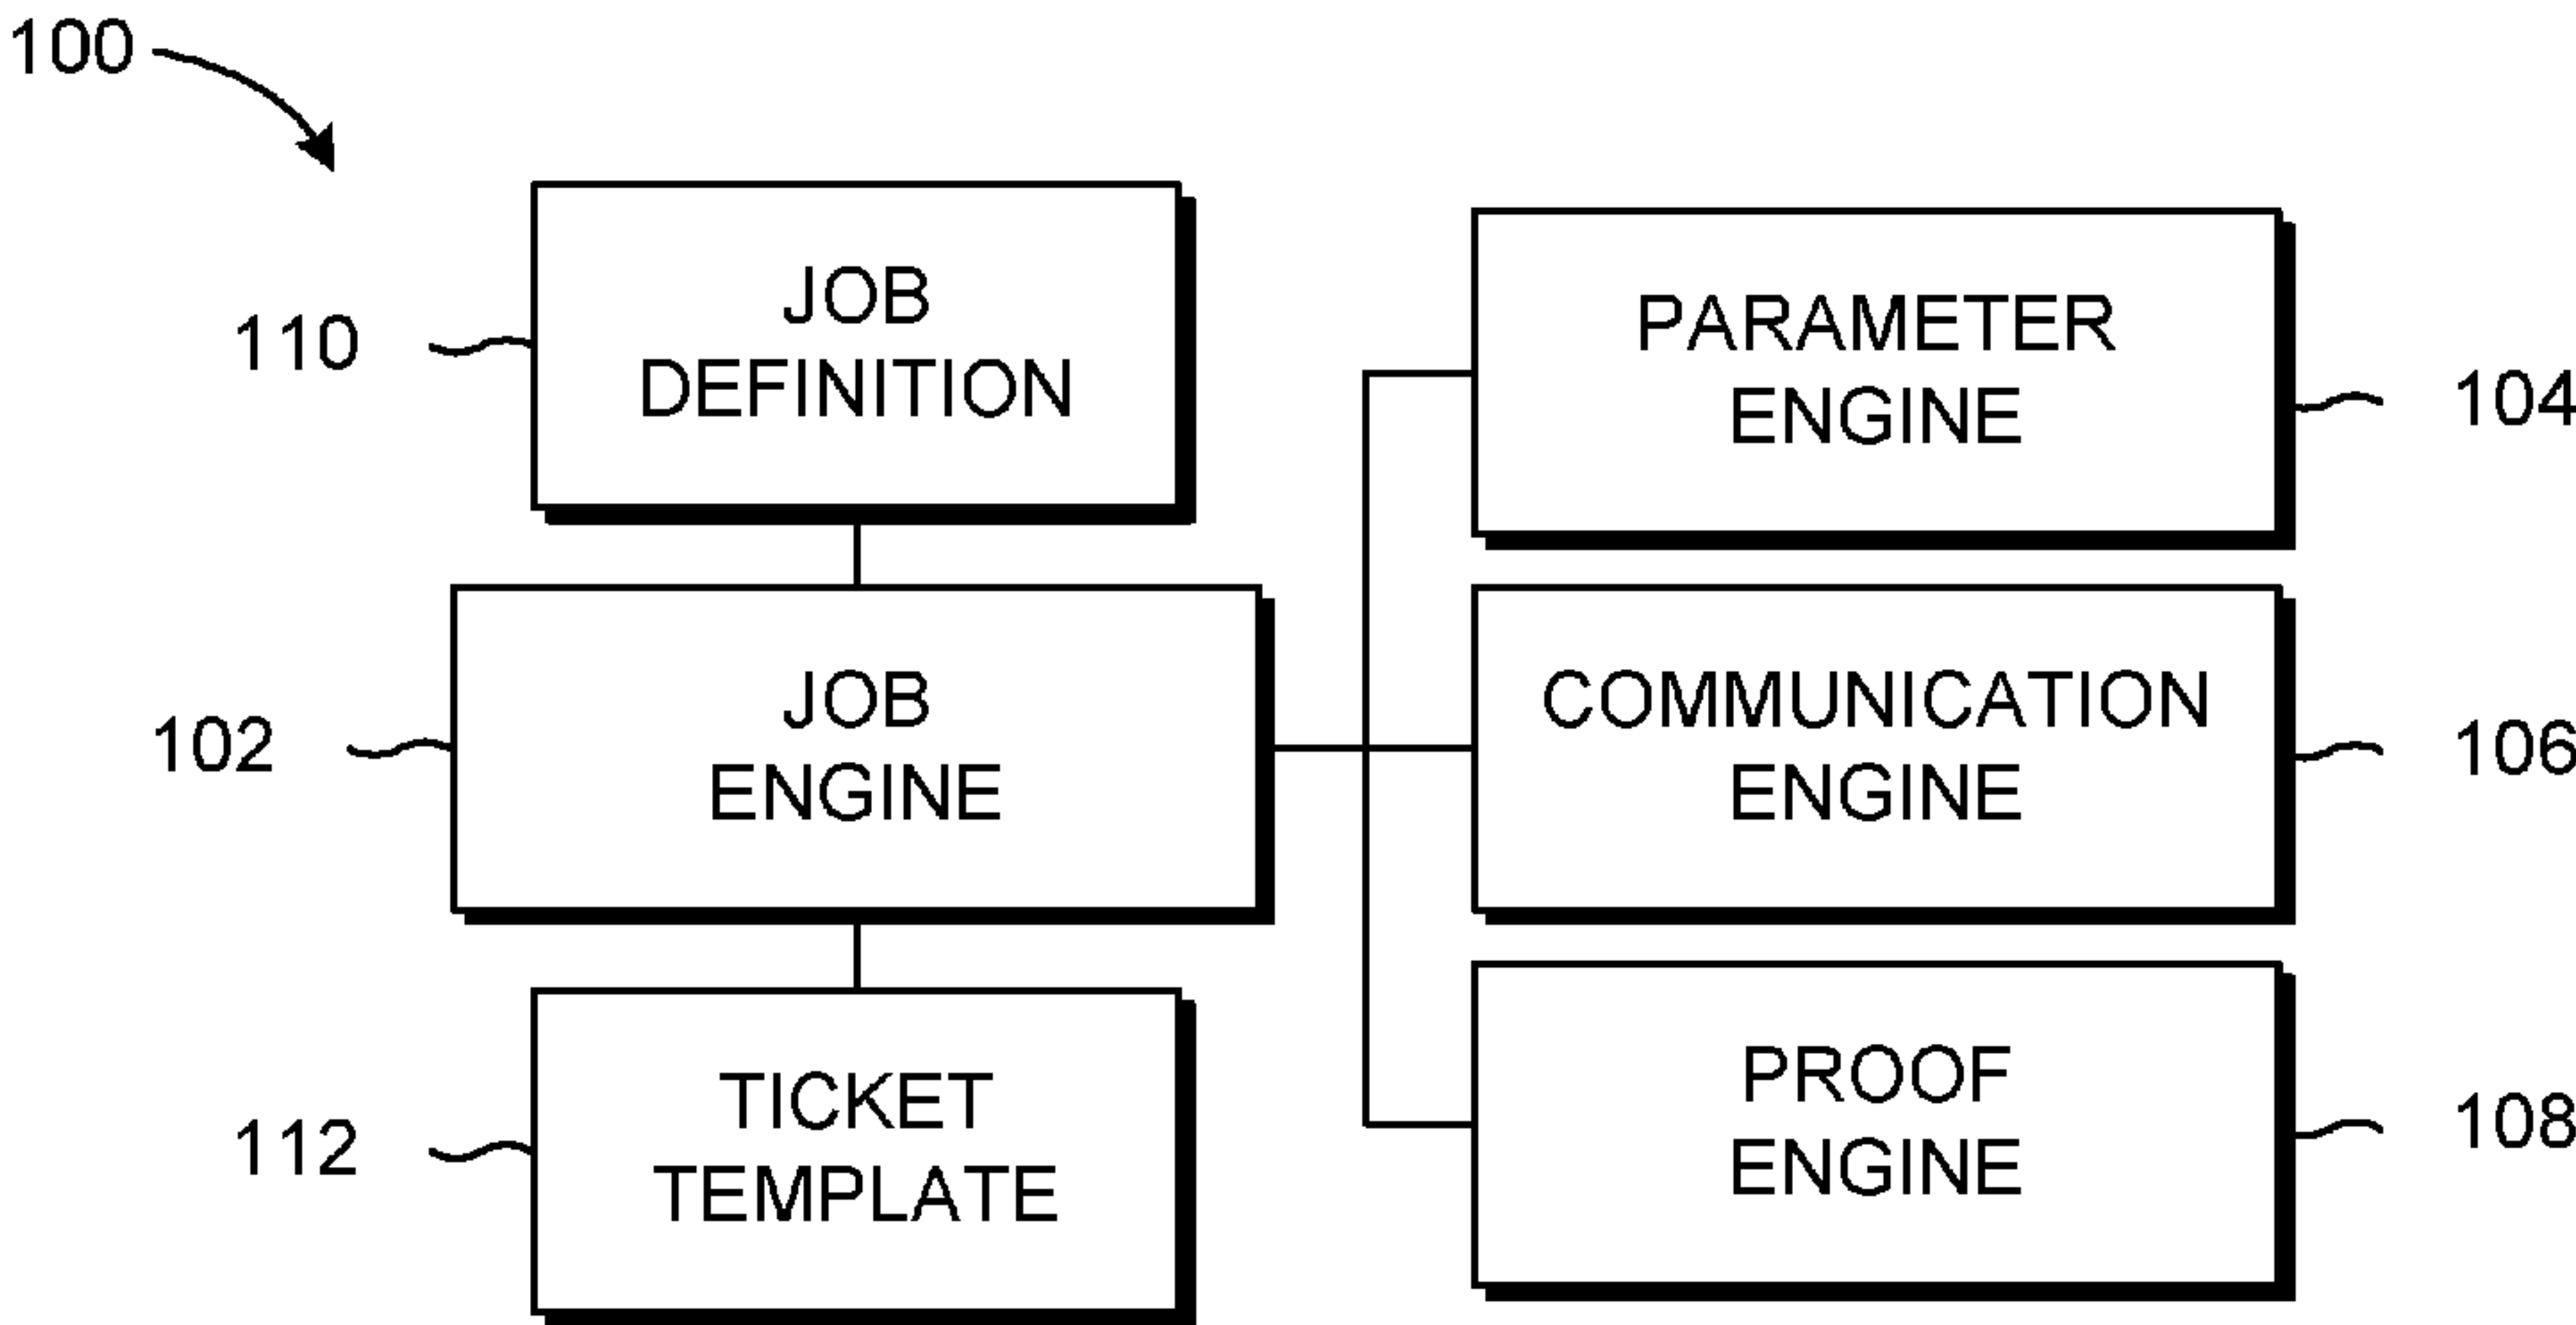 100
110
JOB
DEFINITION
PARAMETER
ENGINE
104
102
JOB
ENGINE
COMMUNICATION
ENGINE
106
112
TICKET
TEMPLATE
PROOF
ENGINE
108